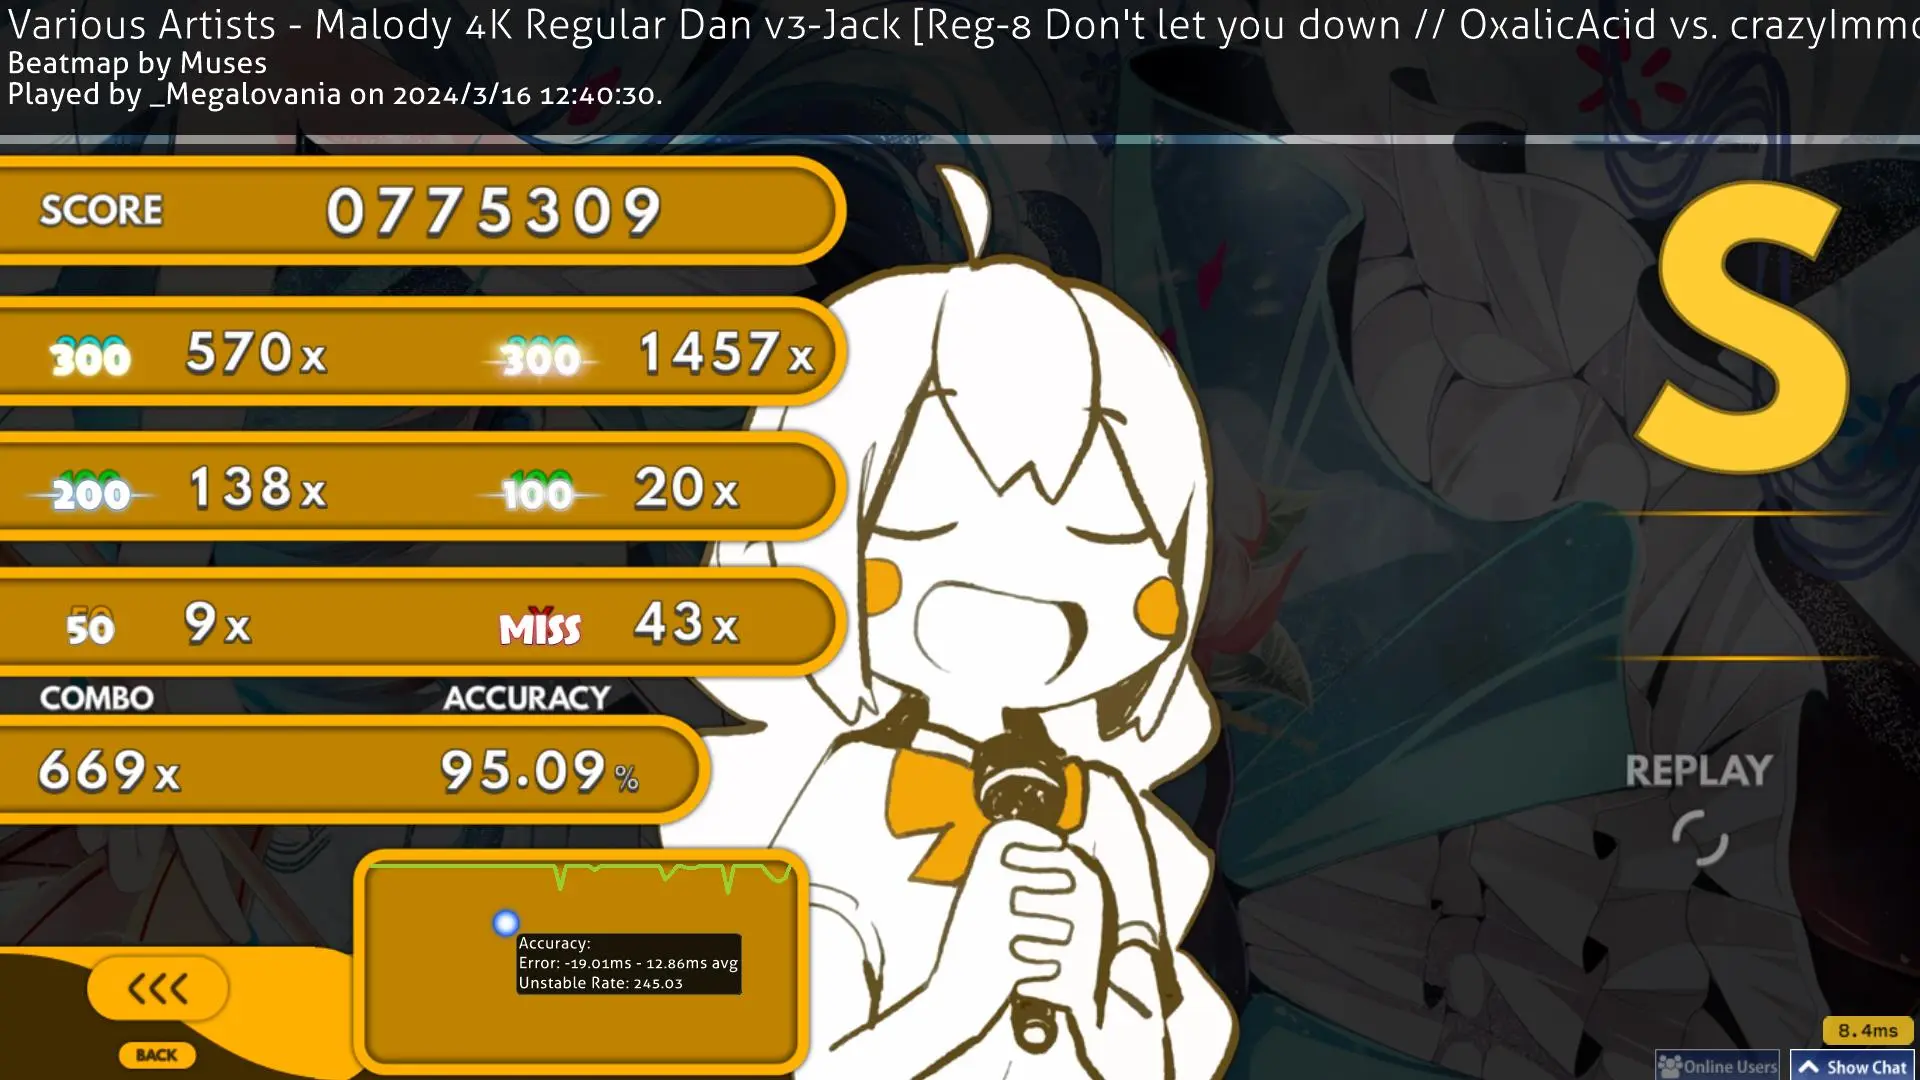 Various Artists - Malody 4K Regular Dan v3-Jack [Reg-8 Don't let you down // OxalicAcid vs. crazyImmo
Beatmap by Muses
Played by _Megalovania on 2024/3/16 12:40:30.
SCORE 0775309
300 570x 300 1457x
200 138x 100 20x
50 9x MISS 43x
COMBO ACCURACY
669x 95.09%
Accuracy:
Error: -19.01ms - 12.86ms avg
Unstable Rate: 245.03
S
REPLAY
<<<
BACK
8.4ms
Online Users Show Chat